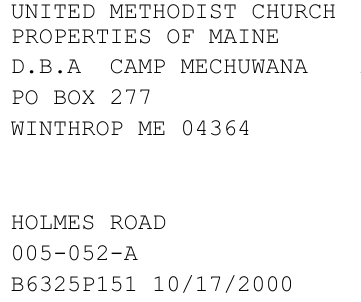 UNITED METHODIST CHURCH
PROPERTIES OF MAINE
D.B.A CAMP MECHUWANA
PO BOX 277
WINTHROP ME 04364
HOLMES ROAD
005-052-A
B6325P151 10/17/2000